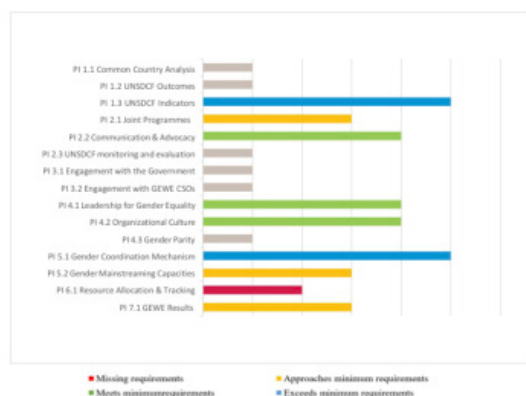 PI 1.1 Common Country Analysis
PI 1.2 UNSDCF Outcomes
PI 1.3 UNSDCF Indicators
PI 2.1 Joint Programmes
PI 2.2 Communication & Advocacy
PI 2.3 UNSDCF monitoring and evaluation
PI 3.1 Engagement with the Government
PI 3.2 Engagement with GEWE CSOs
PI 4.1 Leadership for Gender Equality
PI 4.2 Organizational Culture
PI 4.3 Gender Parity
PI 5.1 Gender Coordination Mechanism
PI 5.2 Gender Mainstreaming Capacities
PI 6.1 Resource Allocation & Tracking
PI 7.1 GEWE Results
Missing requirements Approaches minimum requirements
Meets minimumrequirements Exceeds minimum requirements